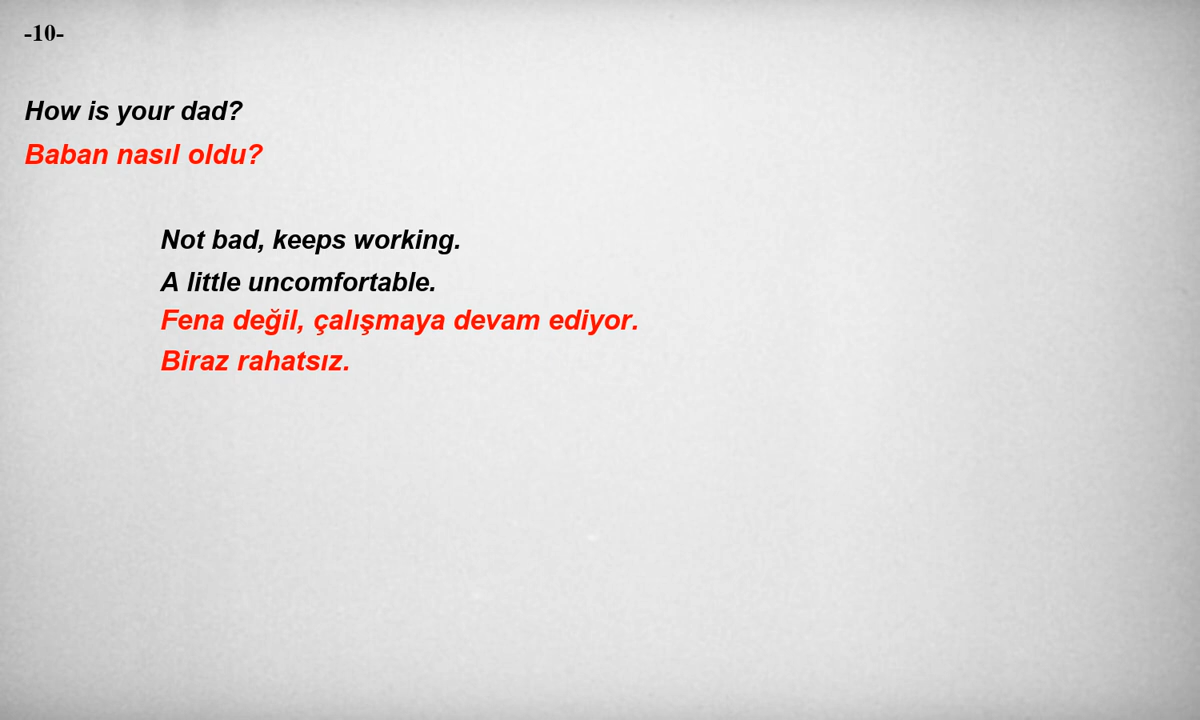 -10-
How is your dad?
Baban nasıl oldu?
Not bad, keeps working.
A little uncomfortable.
Fena değil, çalışmaya devam ediyor.
Biraz rahatsız.